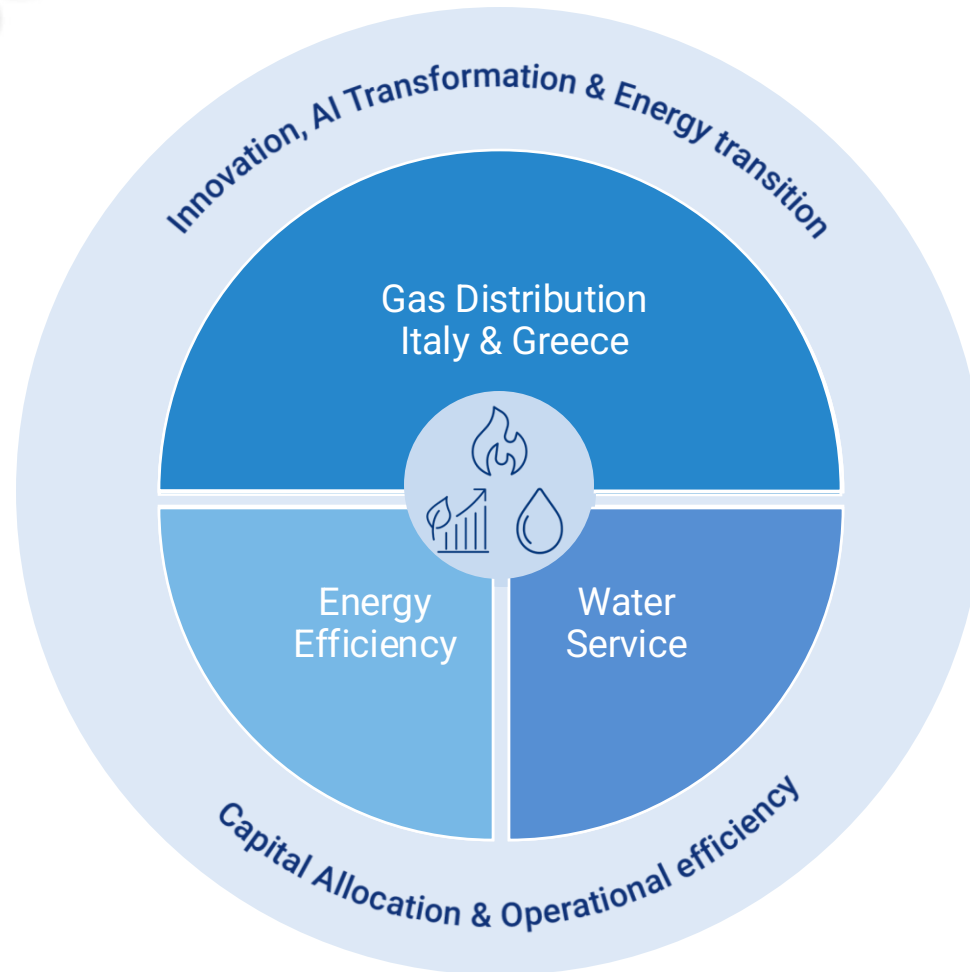 Innovation, AI Transformation & Energy transition
Gas Distribution
Italy & Greece
Energy
Efficiency
Water
Service
Capital Allocation & Operational efficiency